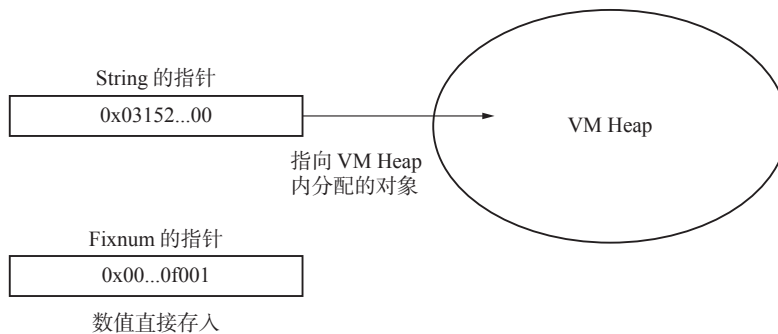 String 的指针
0x03152...00
VM Heap
指向 VM Heap
内分配的对象
Fixnum 的指针
0x00...0f001
数值直接存入